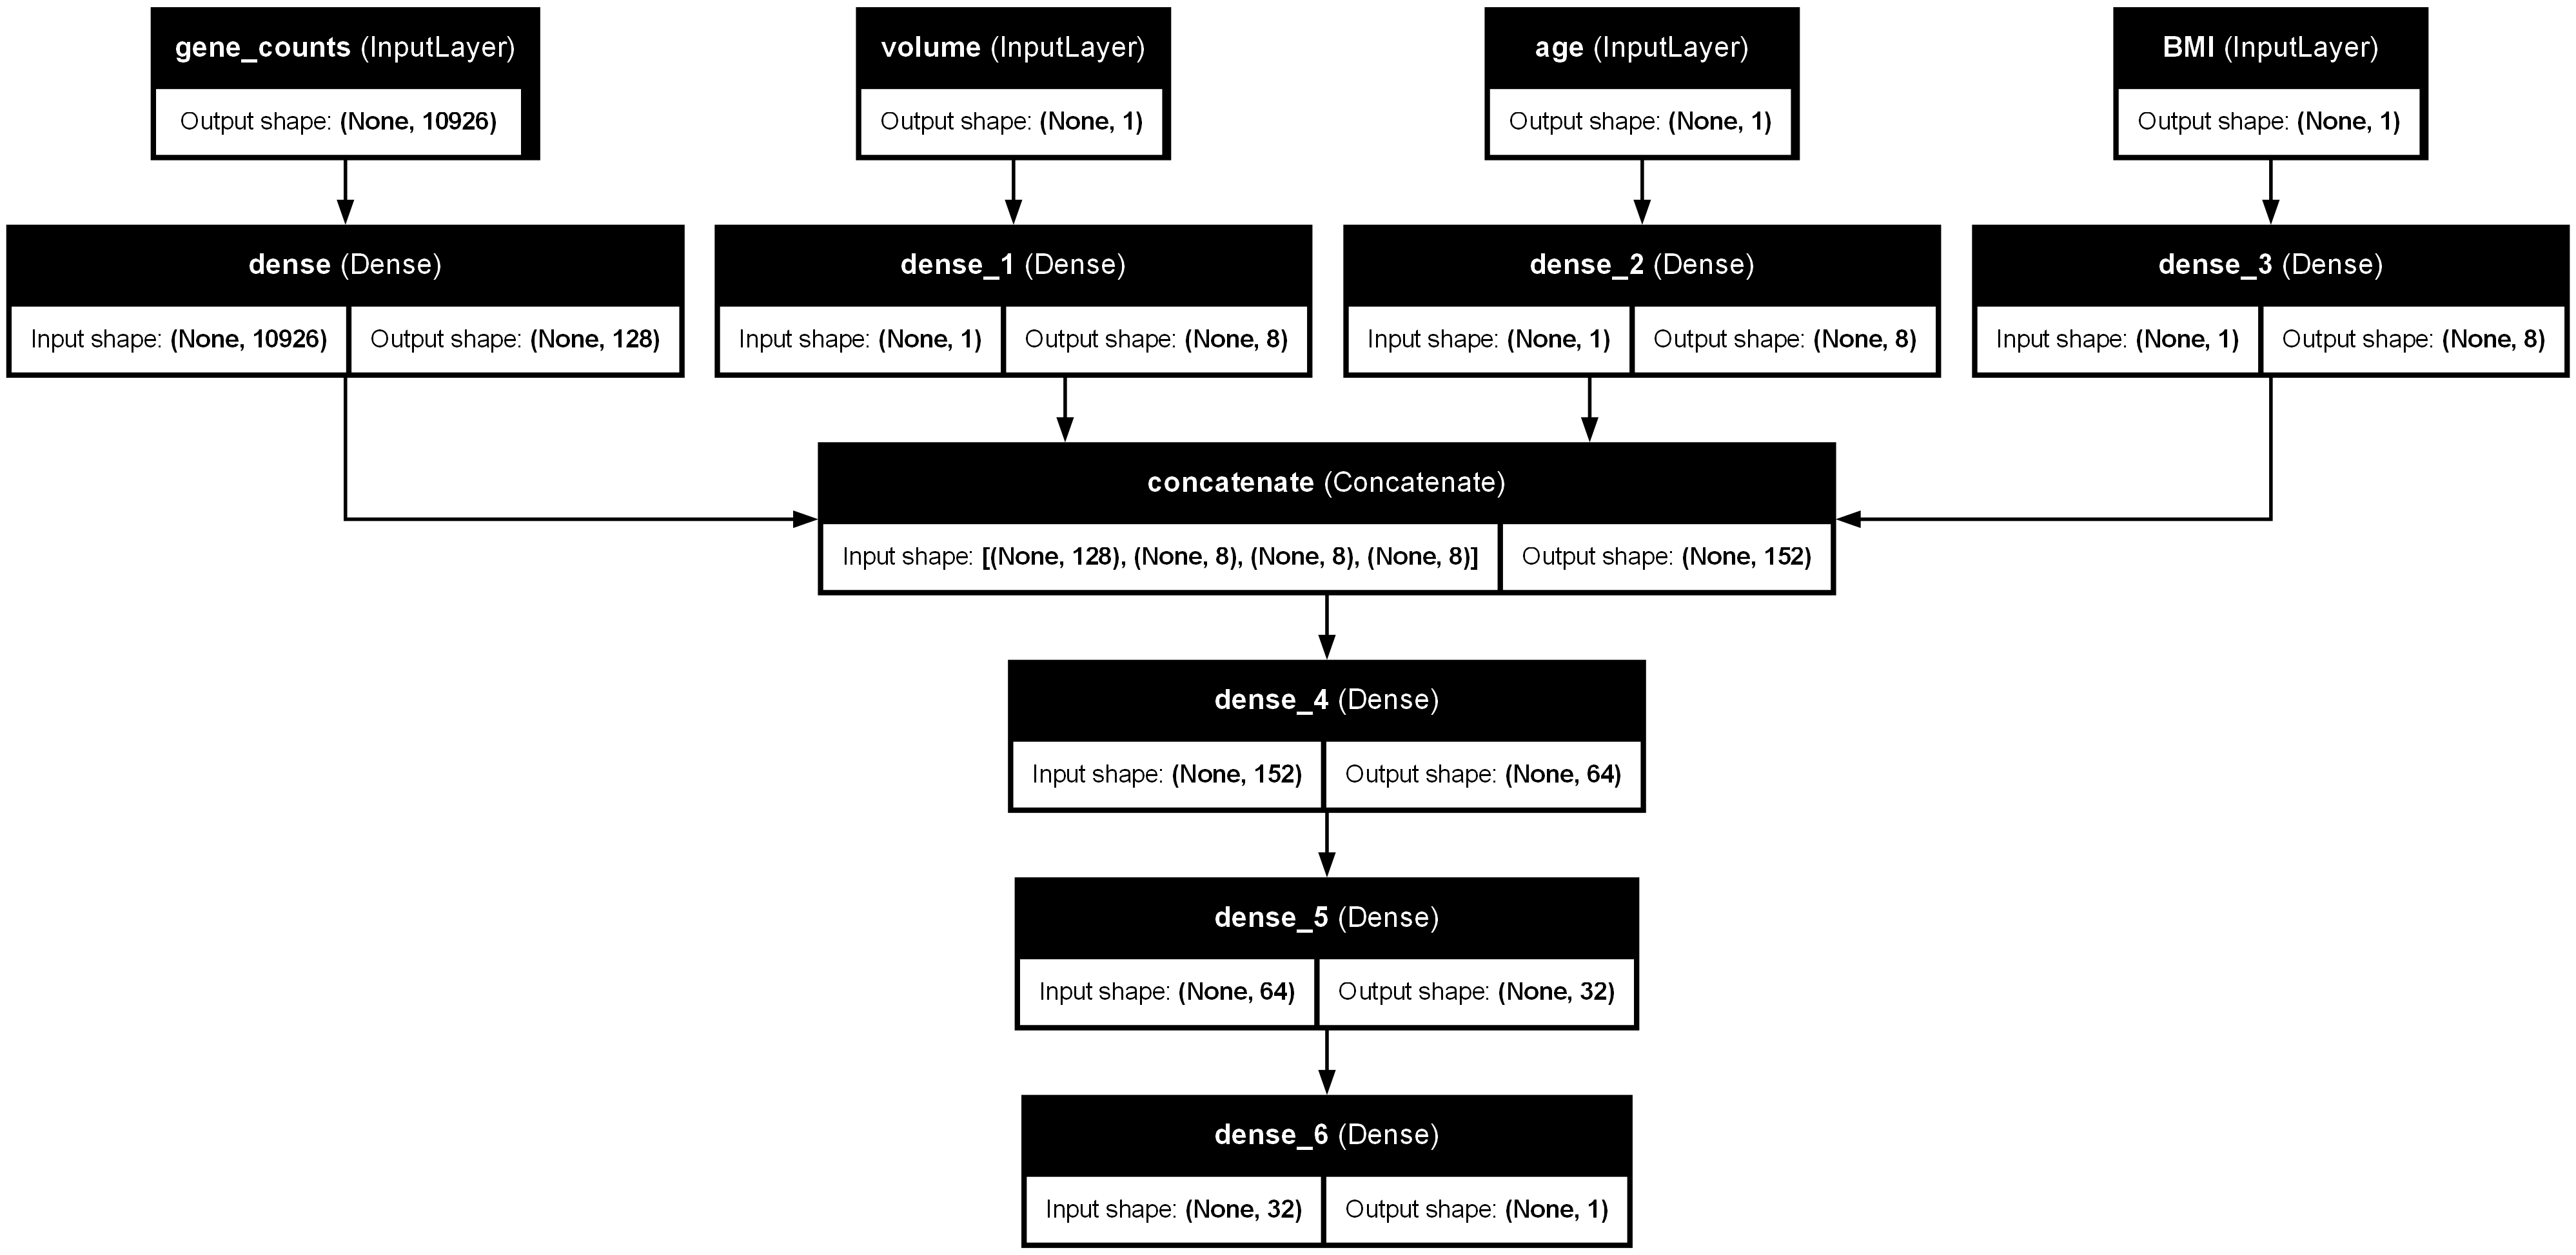 gene_counts (InputLayer)
Output shape: (None, 10926)
volume (InputLayer)
Output shape: (None, 1)
age (InputLayer)
Output shape: (None, 1)
BMI (InputLayer)
Output shape: (None, 1)
dense (Dense)
Input shape: (None, 10926)
Output shape: (None, 128)
dense_1 (Dense)
Input shape: (None, 1)
Output shape: (None, 8)
dense_2 (Dense)
Input shape: (None, 1)
Output shape: (None, 8)
dense_3 (Dense)
Input shape: (None, 1)
Output shape: (None, 8)
concatenate (Concatenate)
Input shape: [(None, 128), (None, 8), (None, 8), (None, 8)]
Output shape: (None, 152)
dense_4 (Dense)
Input shape: (None, 152)
Output shape: (None, 64)
dense_5 (Dense)
Input shape: (None, 64)
Output shape: (None, 32)
dense_6 (Dense)
Input shape: (None, 32)
Output shape: (None, 1)